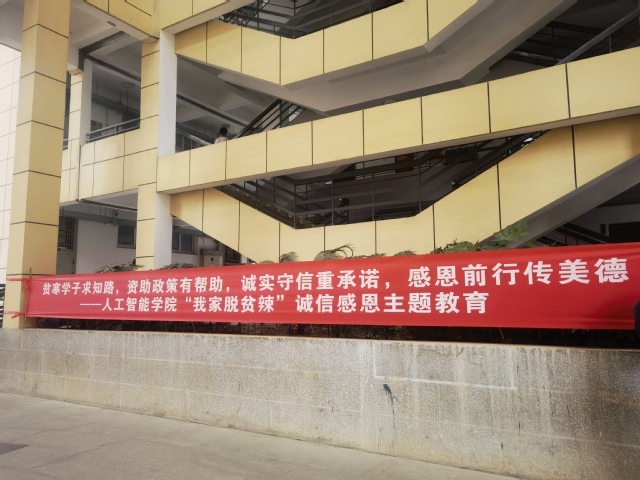 贫寒学子求知路，资助政策有帮助，诚实守信重承诺，感恩前行传美德
——人工智能学院“我家脱贫辣”诚信感恩主题教育